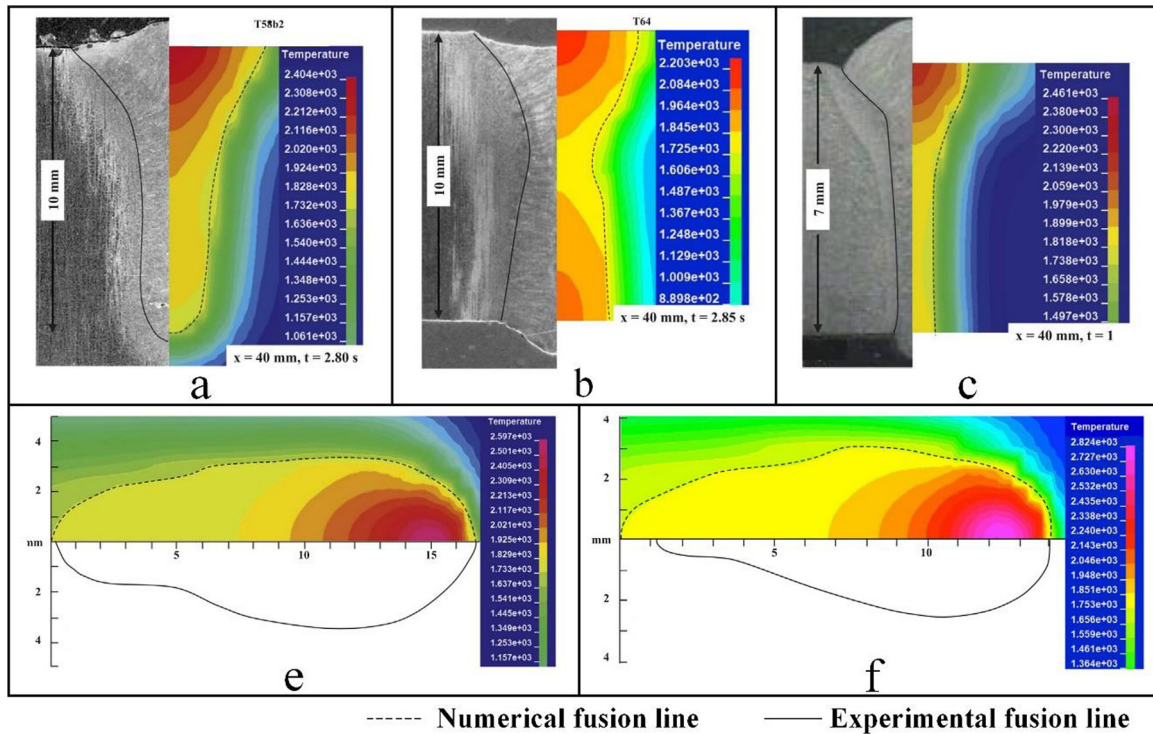 T58b2
10 mm
Temperature
2.404e+03
2.308e+03
2.212e+03
2.116e+03
2.020e+03
1.924e+03
1.828e+03
1.732e+03
1.636e+03
1.540e+03
1.444e+03
1.348e+03
1.253e+03
1.157e+03
1.061e+03
x = 40 mm, t = 2.80 s
a
T64
10 mm
Temperature
2.203e+03
2.084e+03
1.964e+03
1.845e+03
1.725e+03
1.606e+03
1.487e+03
1.367e+03
1.248e+03
1.129e+03
1.009e+03
8.898e+02
x = 40 mm, t = 2.85 s
b
7 mm
Temperature
2.461e+03
2.380e+03
2.300e+03
2.220e+03
2.139e+03
2.059e+03
1.979e+03
1.899e+03
1.818e+03
1.738e+03
1.658e+03
1.578e+03
1.497e+03
x = 40 mm, t = 1
c
4
2
mm
5
10
15
2
4
Temperature
2.597e+03
2.501e+03
2.405e+03
2.309e+03
2.213e+03
2.117e+03
2.021e+03
1.925e+03
1.829e+03
1.733e+03
1.637e+03
1.541e+03
1.445e+03
1.349e+03
1.253e+03
1.157e+03
e
4
2
mm
5
10
2
4
Temperature
2.824e+03
2.727e+03
2.630e+03
2.532e+03
2.435e+03
2.338e+03
2.240e+03
2.143e+03
2.046e+03
1.948e+03
1.851e+03
1.753e+03
1.656e+03
1.559e+03
1.461e+03
1.364e+03
f
Numerical fusion line
Experimental fusion line